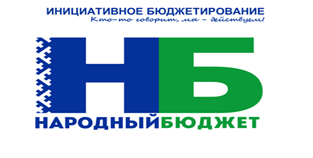 ИНИЦИАТИВНОЕ БЮДЖЕТИРОВАНИЕ
Кто-то говорит, мы - действуем!
НБ
НАРОДНЫЙБЮДЖЕТ